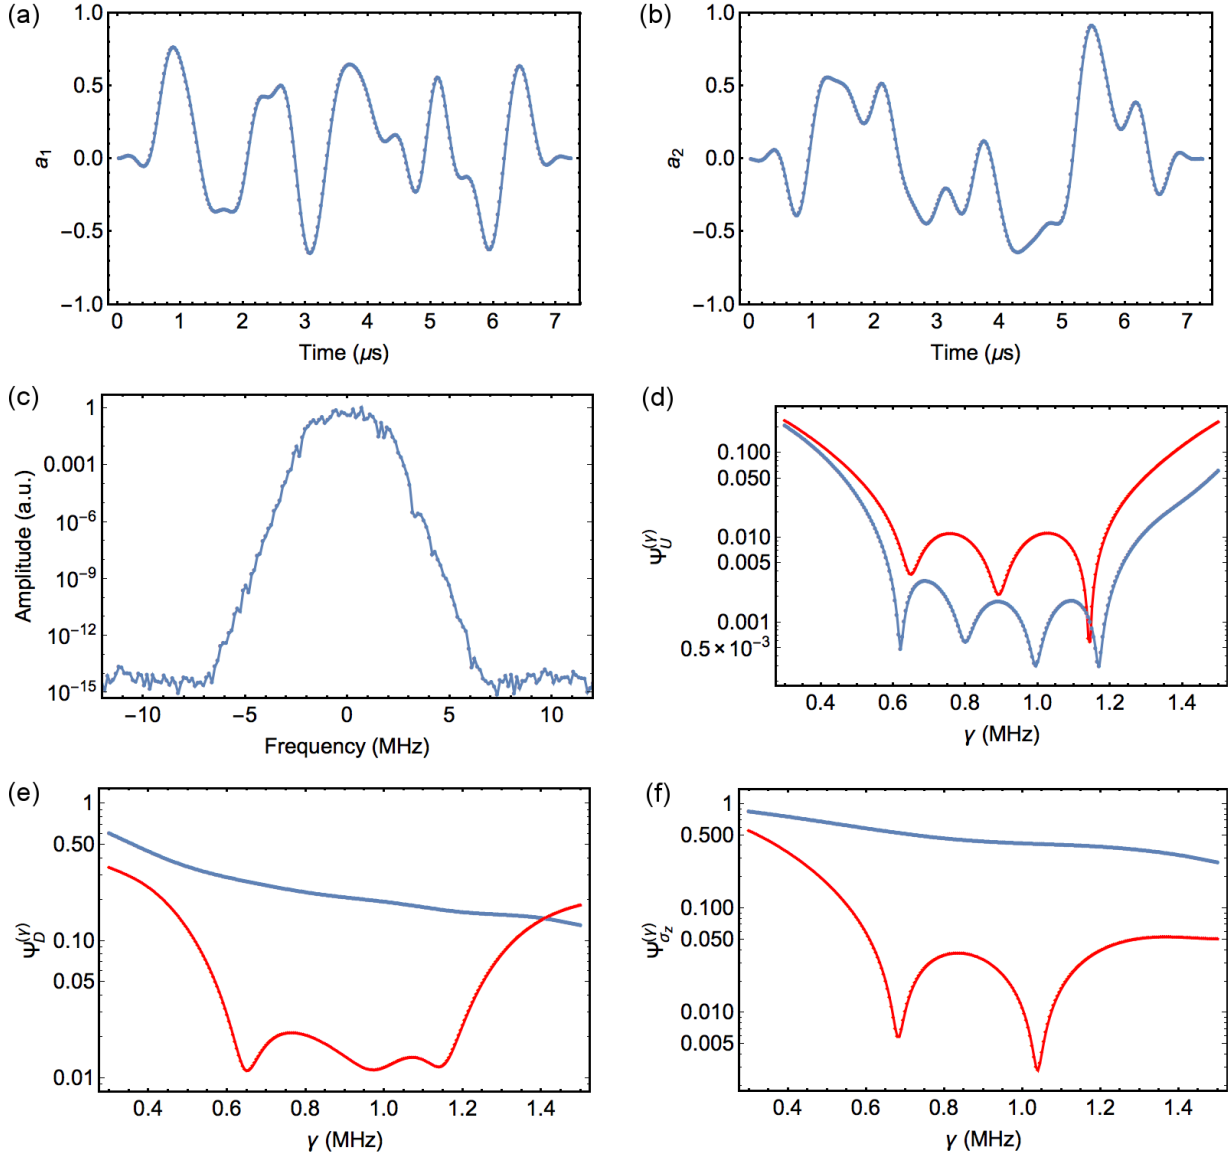 (a)
1.0
0.5
0.0
−0.5
−1.0
a1
0 1 2 3 4 5 6 7
Time (μs)
(b)
1.0
0.5
0.0
−0.5
−1.0
a2
0 1 2 3 4 5 6 7
Time (μs)
(c)
1
0.001
10−6
10−9
10−12
10−15
Amplitude (a.u.)
−10 −5 0 5 10
Frequency (MHz)
(d)
0.100
0.050
0.010
0.005
0.001
0.5×10−3
ΨU(γ)
0.4 0.6 0.8 1.0 1.2 1.4
γ (MHz)
(e)
1
0.50
0.10
0.05
0.01
ΨD(γ)
0.4 0.6 0.8 1.0 1.2 1.4
γ (MHz)
(f)
1
0.500
0.100
0.050
0.010
0.005
Ψσz(γ)
0.4 0.6 0.8 1.0 1.2 1.4
γ (MHz)